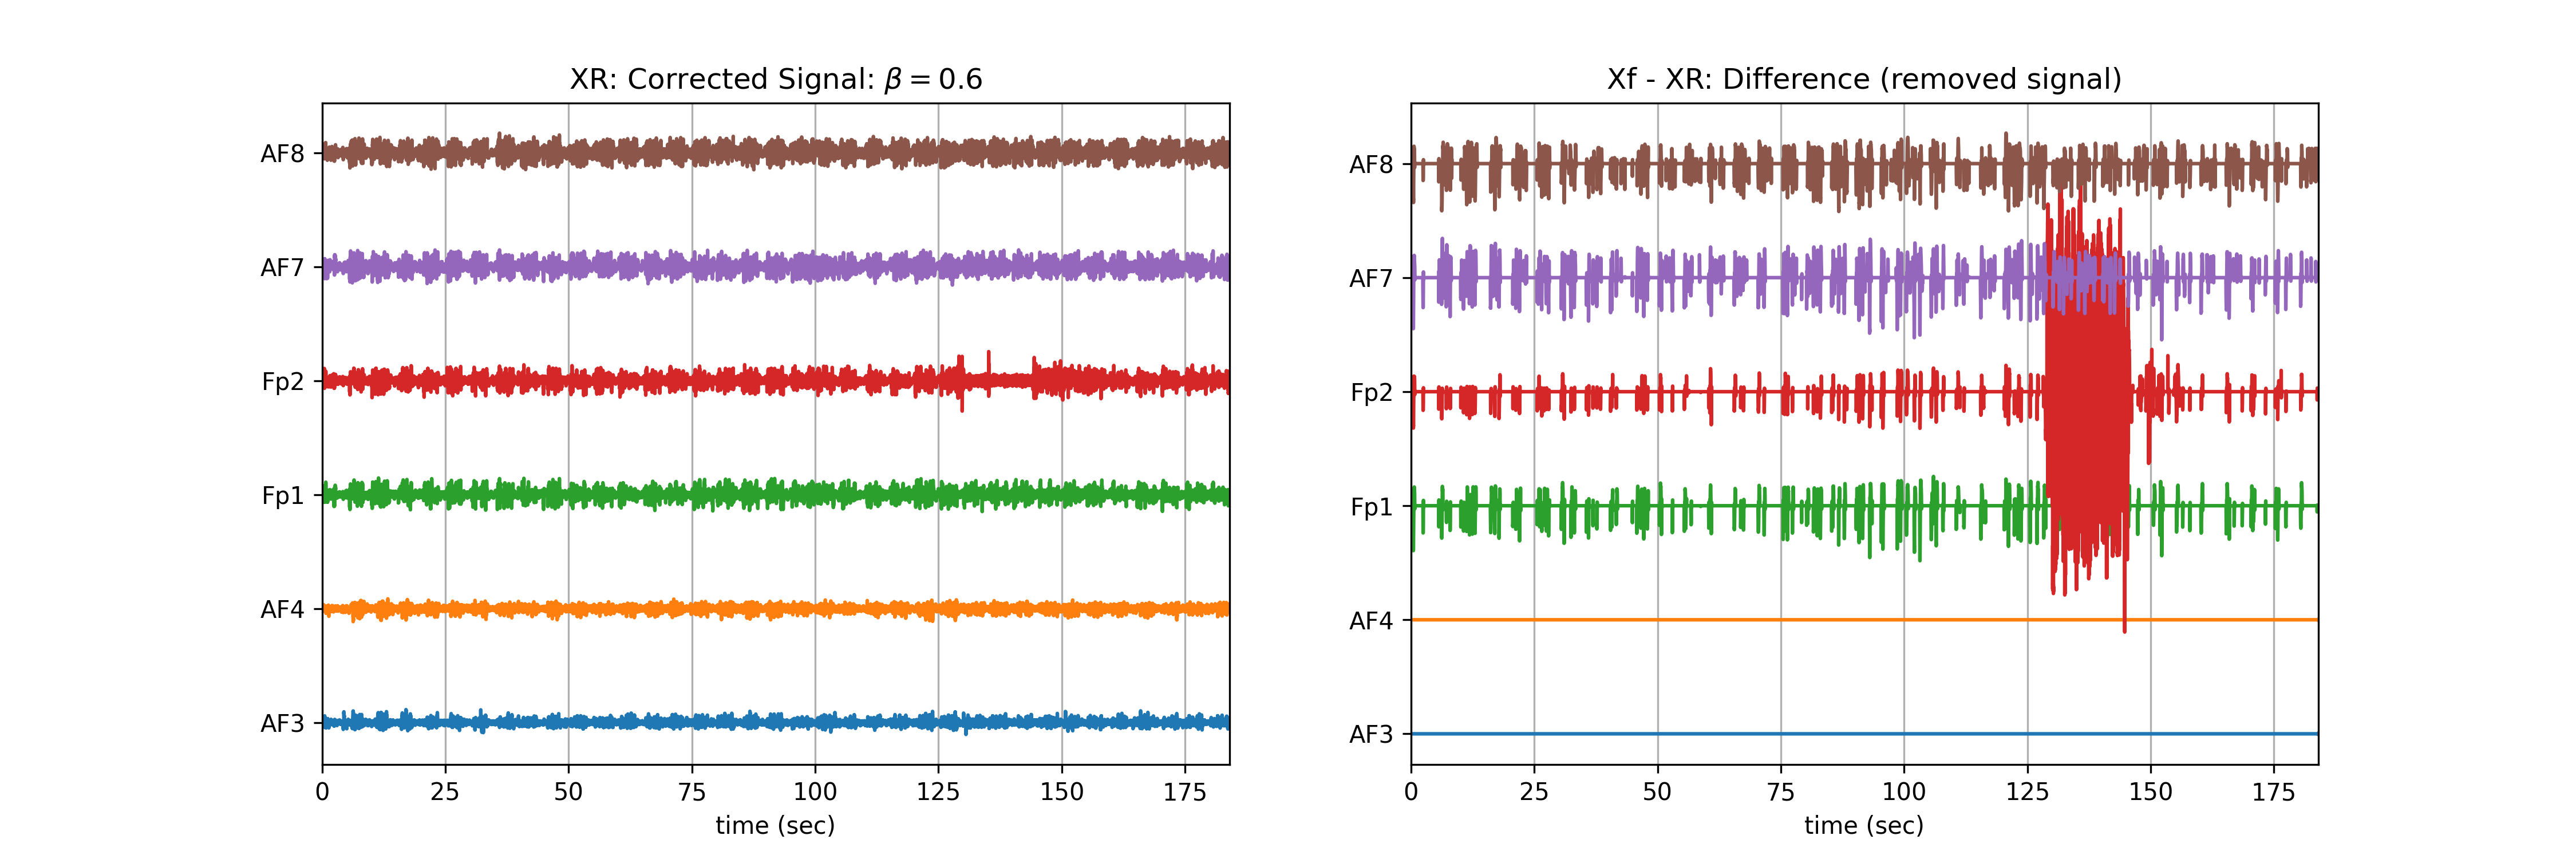 XR: Corrected Signal: β = 0.6
AF8
AF7
Fp2
Fp1
AF4
AF3
0 25 50 75 100 125 150 175
time (sec)
Xf - XR: Difference (removed signal)
AF8
AF7
Fp2
Fp1
AF4
AF3
0 25 50 75 100 125 150 175
time (sec)